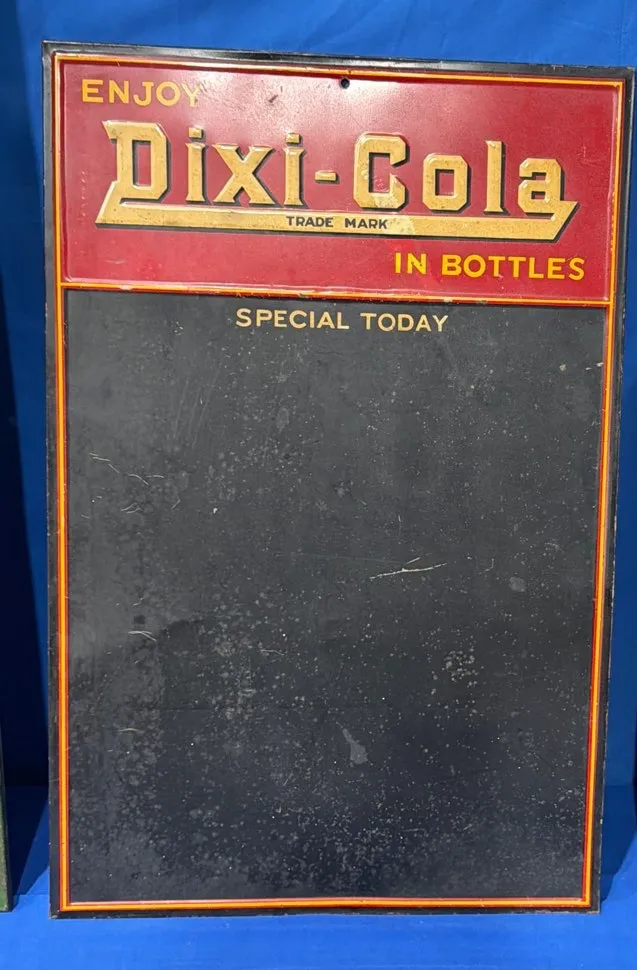 ENJOY
Dixi-Cola
TRADE MARK
IN BOTTLES
SPECIAL TODAY